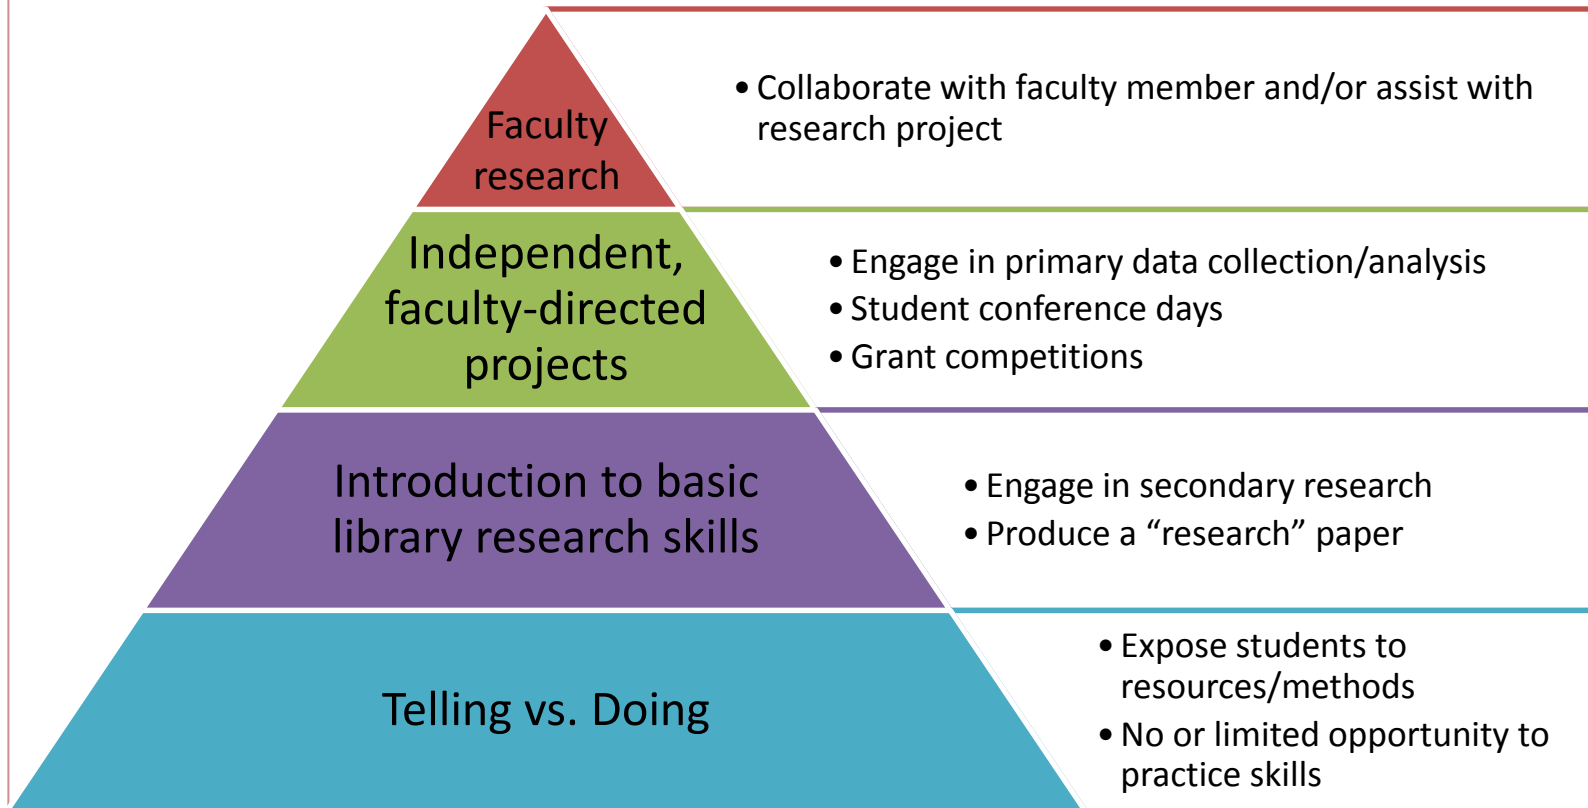 Faculty
research
• Collaborate with faculty member and/or assist with
research project
Independent,
faculty-directed
projects
• Engage in primary data collection/analysis
• Student conference days
• Grant competitions
Introduction to basic
library research skills
• Engage in secondary research
• Produce a “research” paper
Telling vs. Doing
• Expose students to
resources/methods
• No or limited opportunity to
practice skills